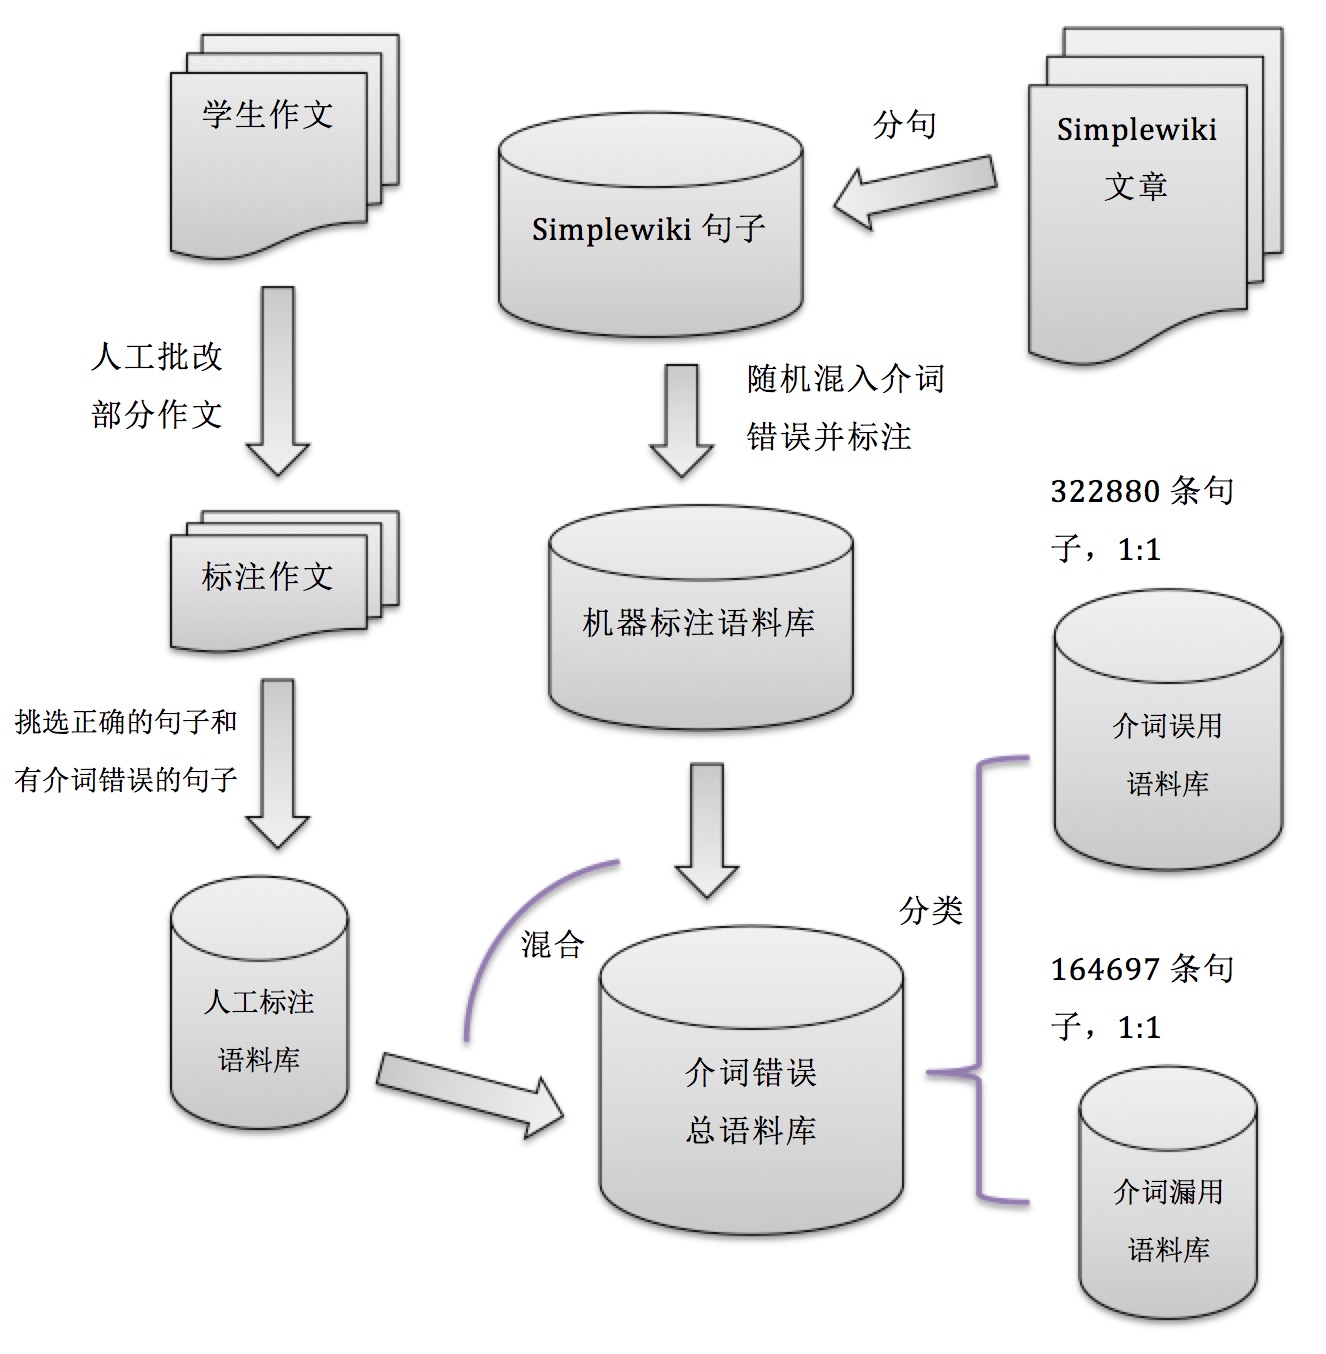 学生作文
人工批改
部分作文
标注作文
挑选正确的句子和
有介词错误的句子
人工标注
语料库
Simplewiki
文章
分句
Simplewiki 句子
随机混入介词
错误并标注
机器标注语料库
混合
介词错误
总语料库
分类
322880 条句
子，1:1
介词误用
语料库
164697 条句
子，1:1
介词漏用
语料库